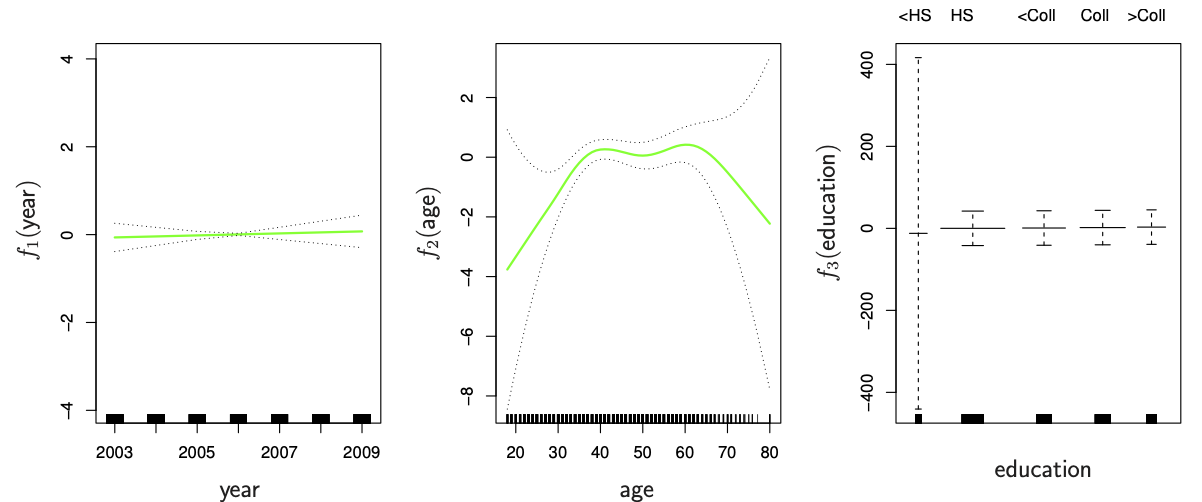 <HS HS <Coll Coll >Coll
4
2
0
−2
−4
f1(year)
2003 2005 2007 2009
year
2
0
−2
−4
−6
−8
f2(age)
20 30 40 50 60 70 80
age
400
200
0
−200
−400
f3(education)
education